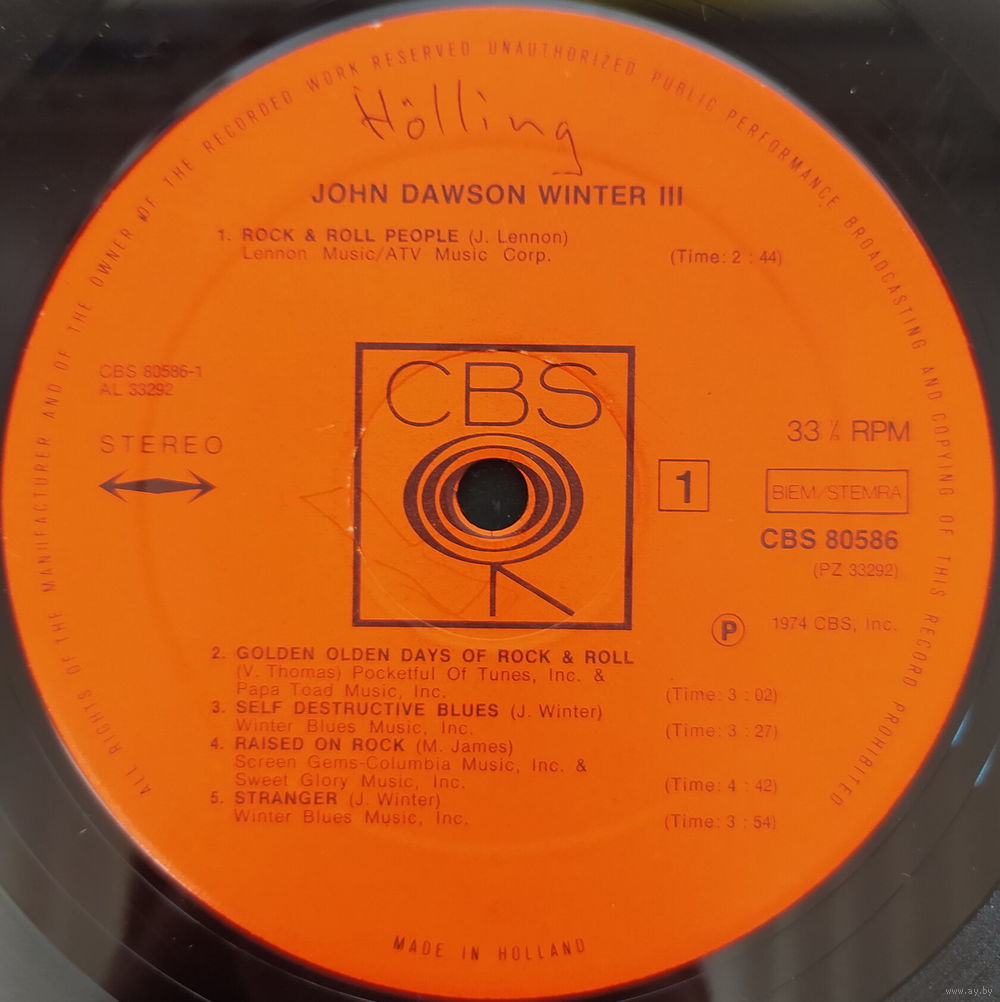 ALL RIGHTS OF THE MANUFACTURER AND OF THE OWNER OF THE RECORDED WORK RESERVED UNAUTHORIZED PUBLIC PERFORMANCE BROADCASTING AND COPYING OF THIS RECORD PROHIBITED
Hölling
JOHN DAWSON WINTER III
1. ROCK & ROLL PEOPLE (J. Lennon)
Lennon Music/ATV Music Corp. (Time: 2 : 44)
CBS
CBS 80586-1
AL 33292
STEREO
33 ⅓ RPM
1
BIEM/STEMRA
CBS 80586
(PZ 33292)
Ⓟ 1974 CBS, Inc.
2. GOLDEN OLDEN DAYS OF ROCK & ROLL
(V. Thomas) Pocketful Of Tunes, Inc. &
Papa Toad Music, Inc. (Time: 3 : 02)
3. SELF DESTRUCTIVE BLUES (J. Winter)
Winter Blues Music, Inc. (Time: 3 : 27)
4. RAISED ON ROCK (M. James)
Screen Gems-Columbia Music, Inc. &
Sweet Glory Music, Inc. (Time: 4 : 42)
5. STRANGER (J. Winter)
Winter Blues Music, Inc. (Time: 3 : 54)
MADE IN HOLLAND
www.ay.by